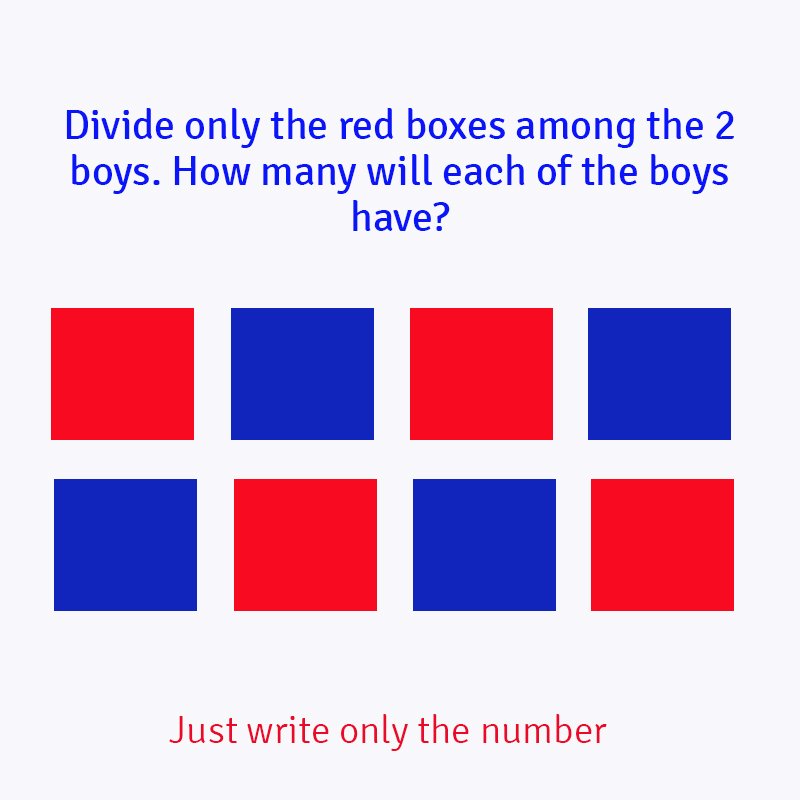 Divide only the red boxes among the 2
boys. How many will each of the boys
have?
Just write only the number